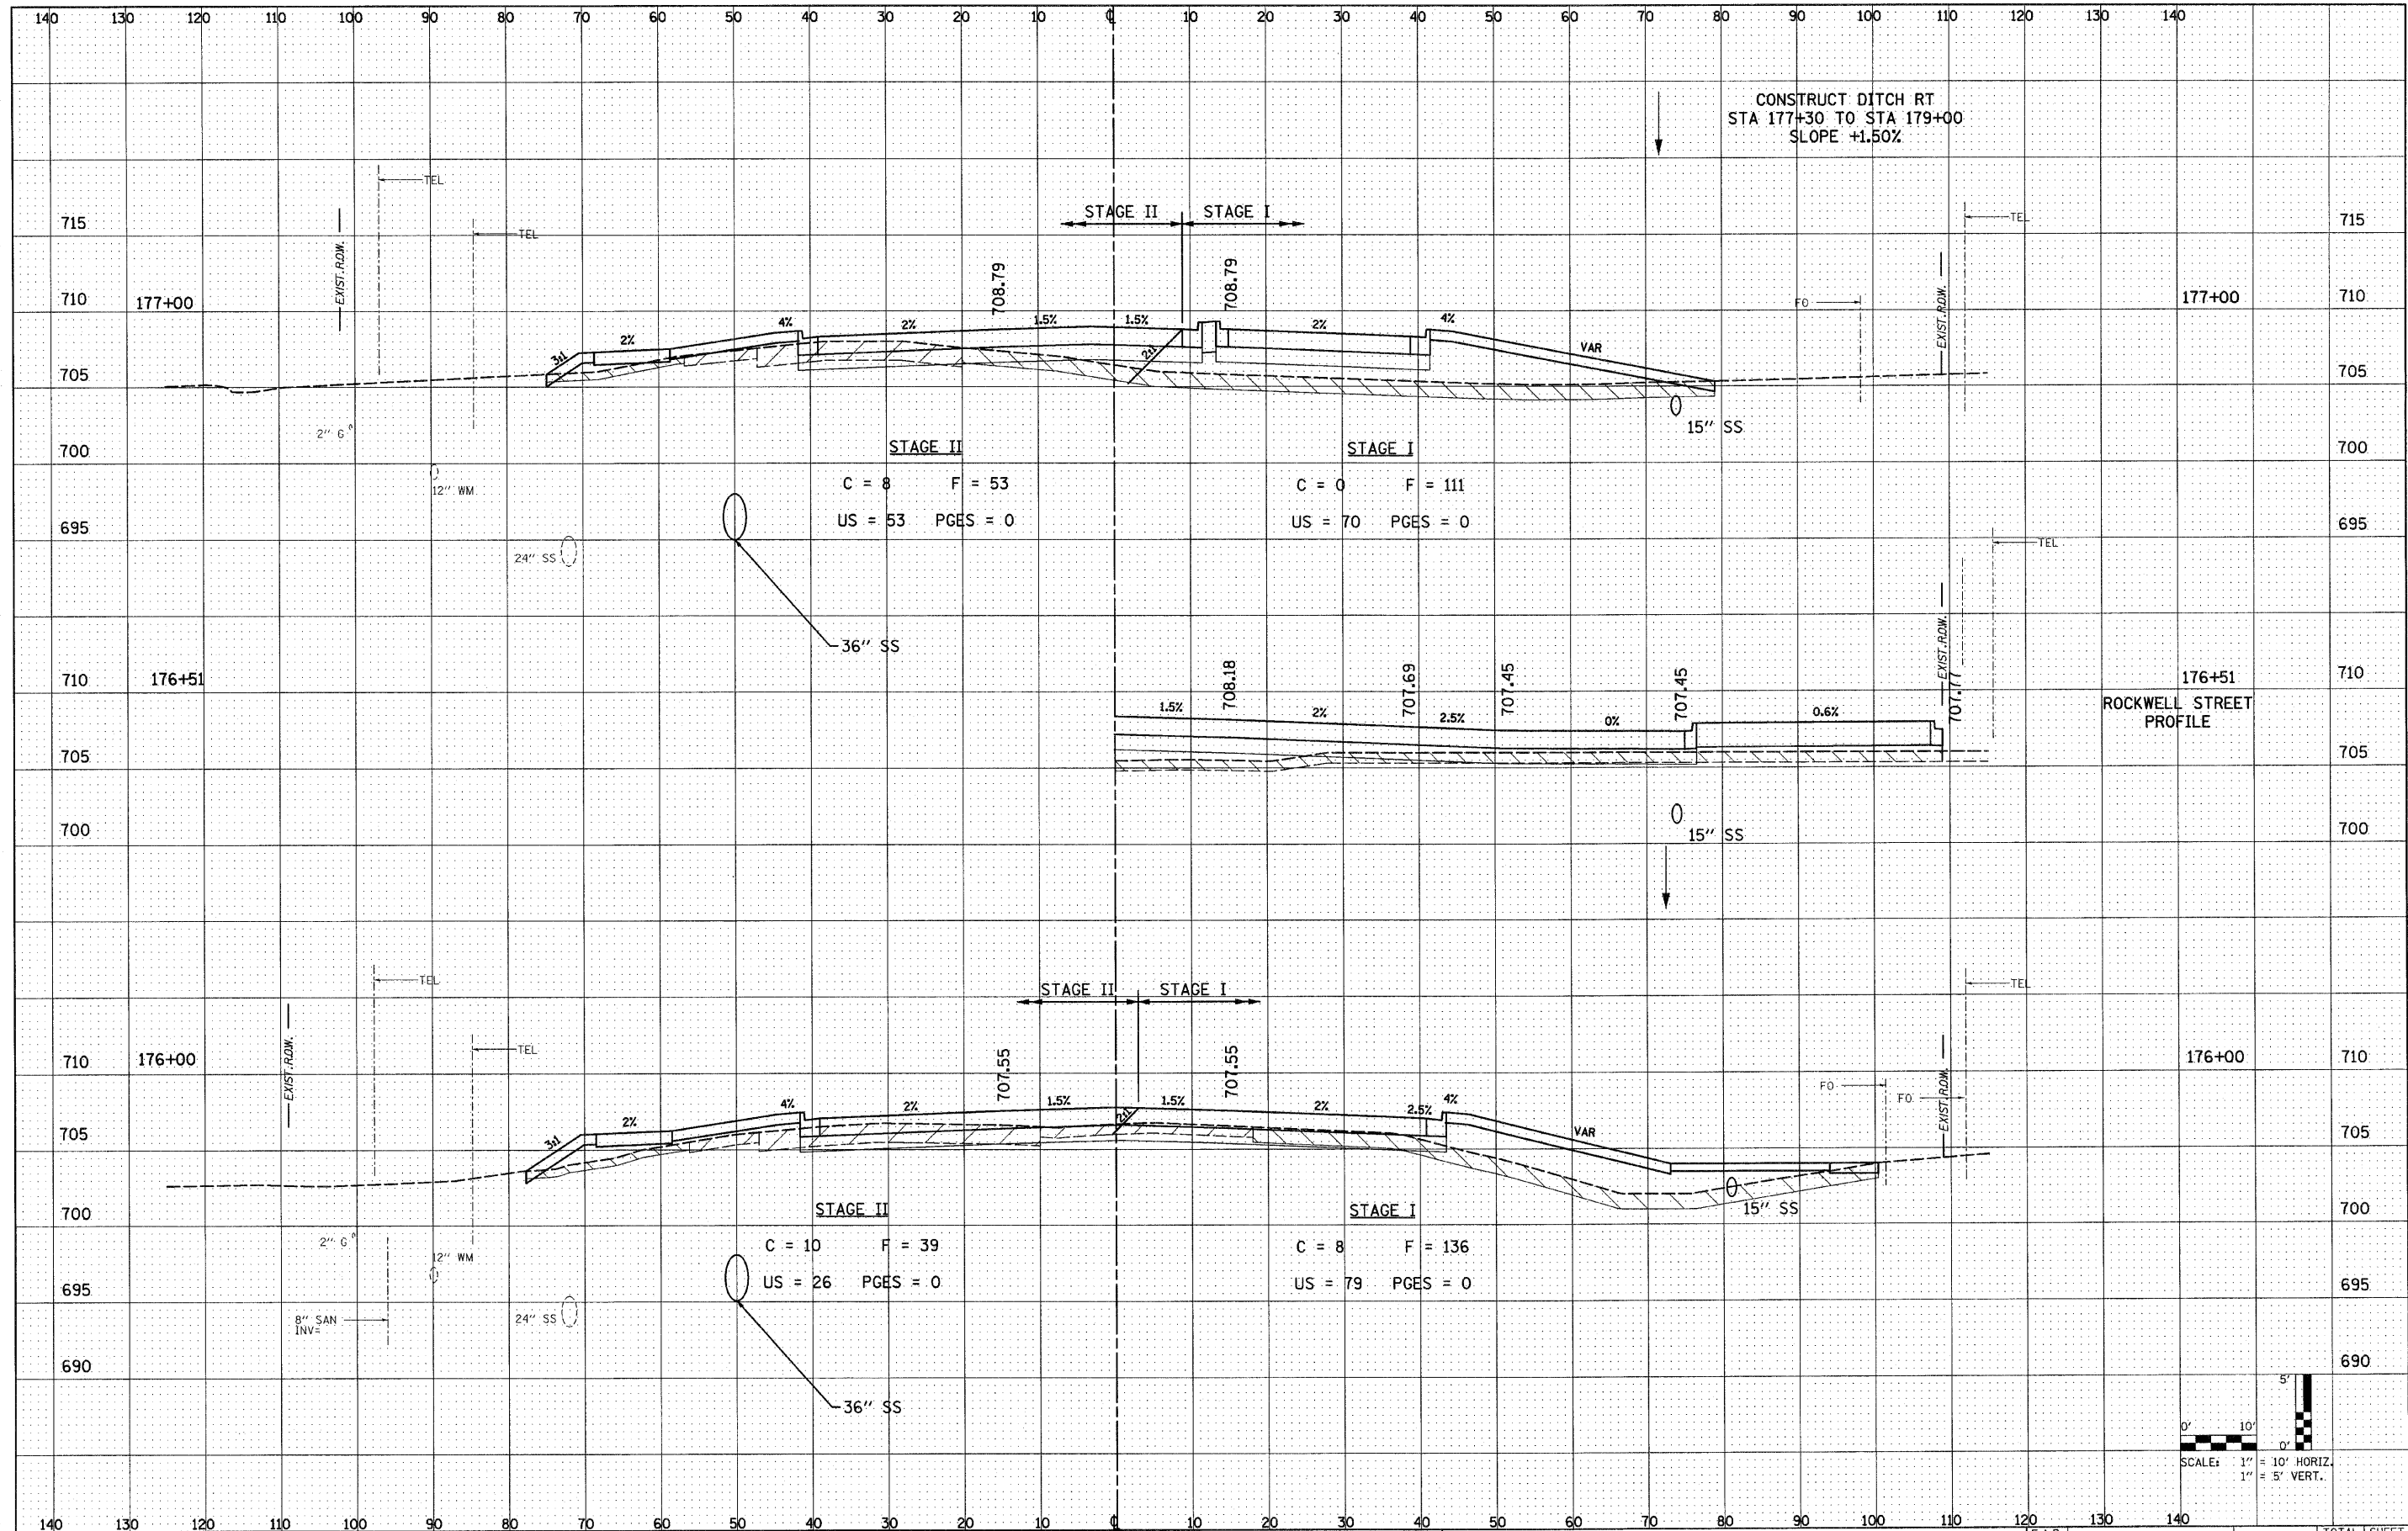 140 130 120 110 100 90 80 70 60 50 40 30 20 10 ℄ 10 20 30 40 50 60 70 80 90 100 110 120 130 140
CONSTRUCT DITCH RT
STA 177+30 TO STA 179+00
SLOPE +1.50%
TEL
TEL
TEL
STAGE II STAGE I
715 715
EXIST. R.O.W.
EXIST. R.O.W.
708.79 708.79
710 177+00 FO 177+00 710
3:1 2% 4% 2% 1.5% 1.5% 2:1 2% 4% VAR
705 705
2" G
15" SS
STAGE II STAGE I
700 700
12" WM
C = 8 F = 53 C = 0 F = 111
US = 53 PGES = 0 US = 70 PGES = 0
695 695
24" SS
TEL
36" SS
EXIST. R.O.W.
708.18 707.69 707.45 707.45 707.77
710 176+51 176+51 710
ROCKWELL STREET
PROFILE
1.5% 2% 2.5% 0% 0.6%
705 705
700 700
15" SS
TEL
TEL
TEL
STAGE II STAGE I
EXIST. R.O.W.
EXIST. R.O.W.
707.55 707.55
710 176+00 176+00 710
FO
FO
3:1 2% 4% 2% 1.5% 2:1 1.5% 2% 2.5% 4% VAR
705 705
15" SS
STAGE II STAGE I
700 700
2" G
12" WM
C = 10 F = 39 C = 8 F = 136
US = 26 PGES = 0 US = 79 PGES = 0
695 695
8" SAN
INV=
24" SS
690 690
36" SS
5'
0' 10'
0'
SCALE: 1" = 10' HORIZ.
1" = 5' VERT.
140 130 120 110 100 90 80 70 60 50 40 30 20 10 ℄ 10 20 30 40 50 60 70 80 90 100 110 120 130 140